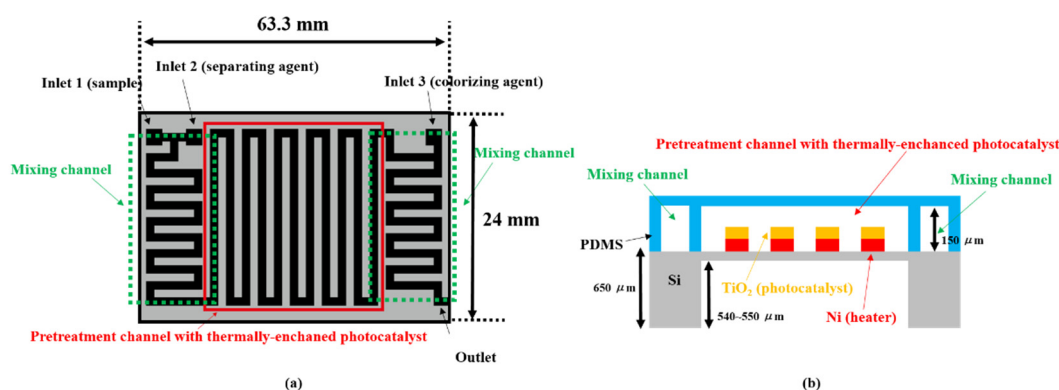 63.3 mm
Inlet 2 (separating agent)
Inlet 1 (sample)
Inlet 3 (colorizing agent)
Mixing channel
Mixing channel
24 mm
Pretreatment channel with thermally-enchaned photocatalyst
Outlet
(a)
Pretreatment channel with thermally-enchanced photocatalyst
Mixing channel
Mixing channel
PDMS
150 μm
Si
650 μm
TiO₂ (photocatalyst)
540~550 μm
Ni (heater)
(b)